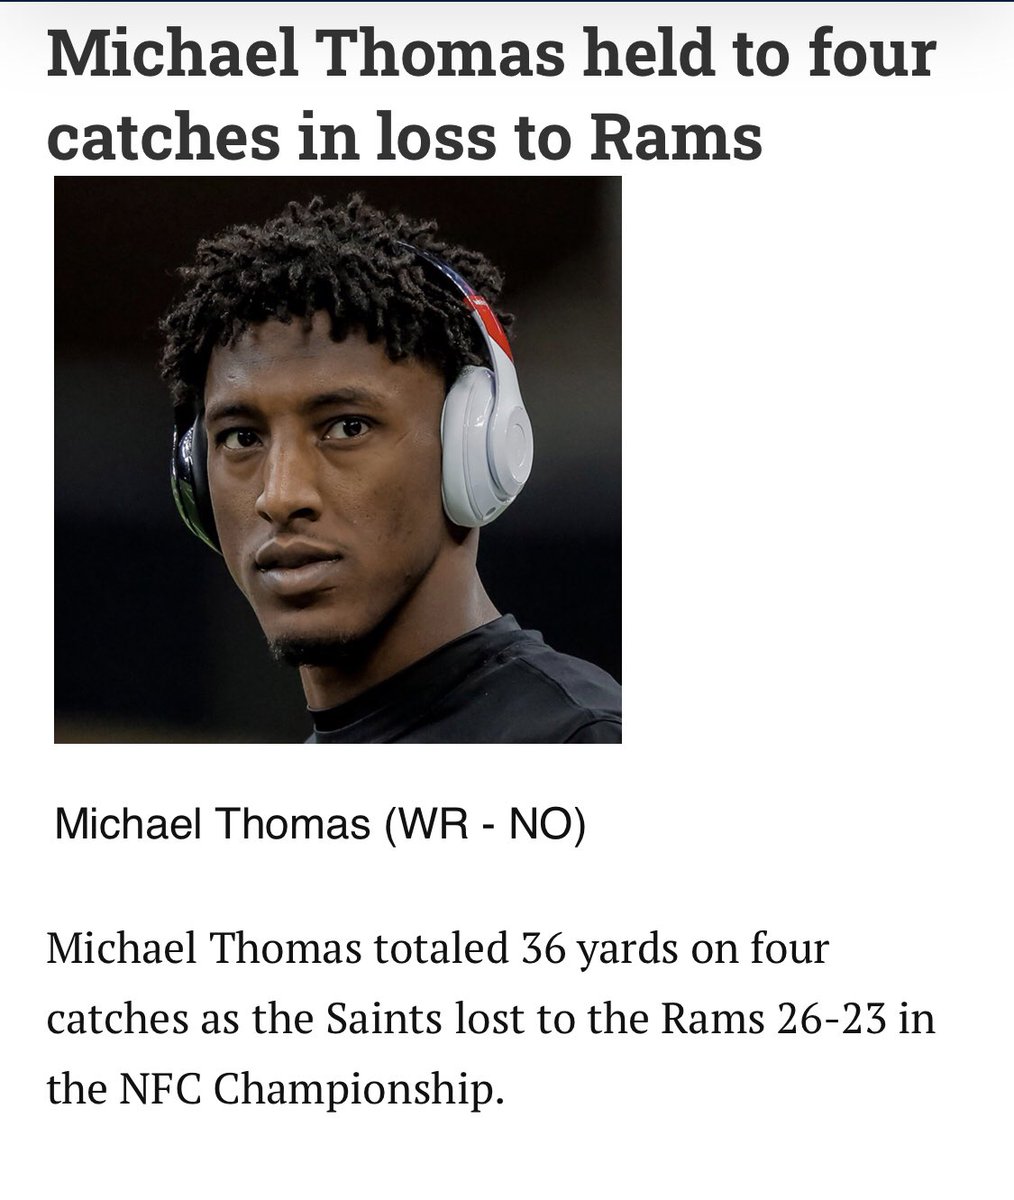 Michael Thomas held to four
catches in loss to Rams
Michael Thomas (WR - NO)
Michael Thomas totaled 36 yards on four
catches as the Saints lost to the Rams 26-23 in
the NFC Championship.